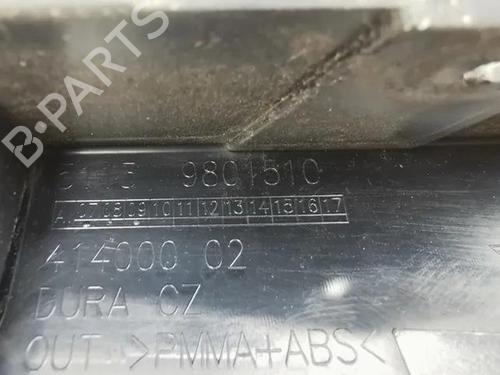 B-PARTS
9801510
A 07 08 09 10 11 12 13 14 15 16 17
414000 02
DURA CZ
OUT >PMMA+ABS<